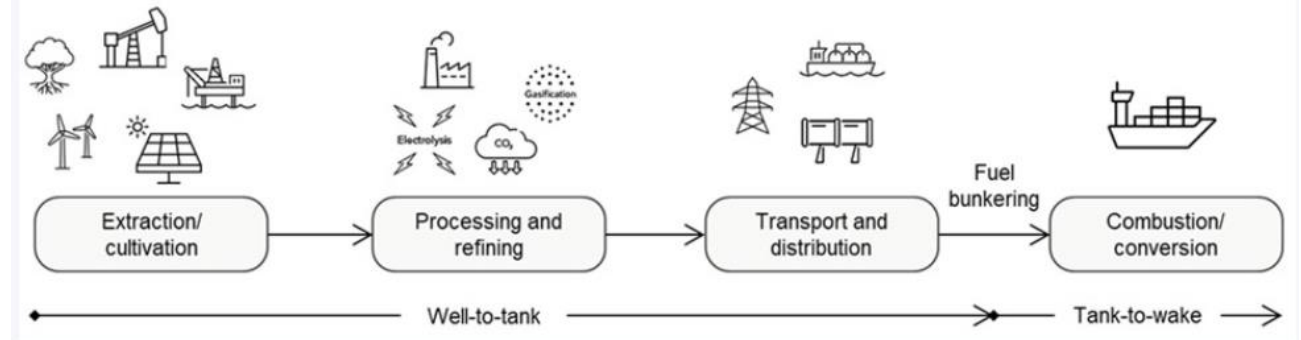 Gasification
Electrolysis
CO₂
Fuel
bunkering
Extraction/
cultivation
Processing and
refining
Transport and
distribution
Combustion/
conversion
Well-to-tank
Tank-to-wake